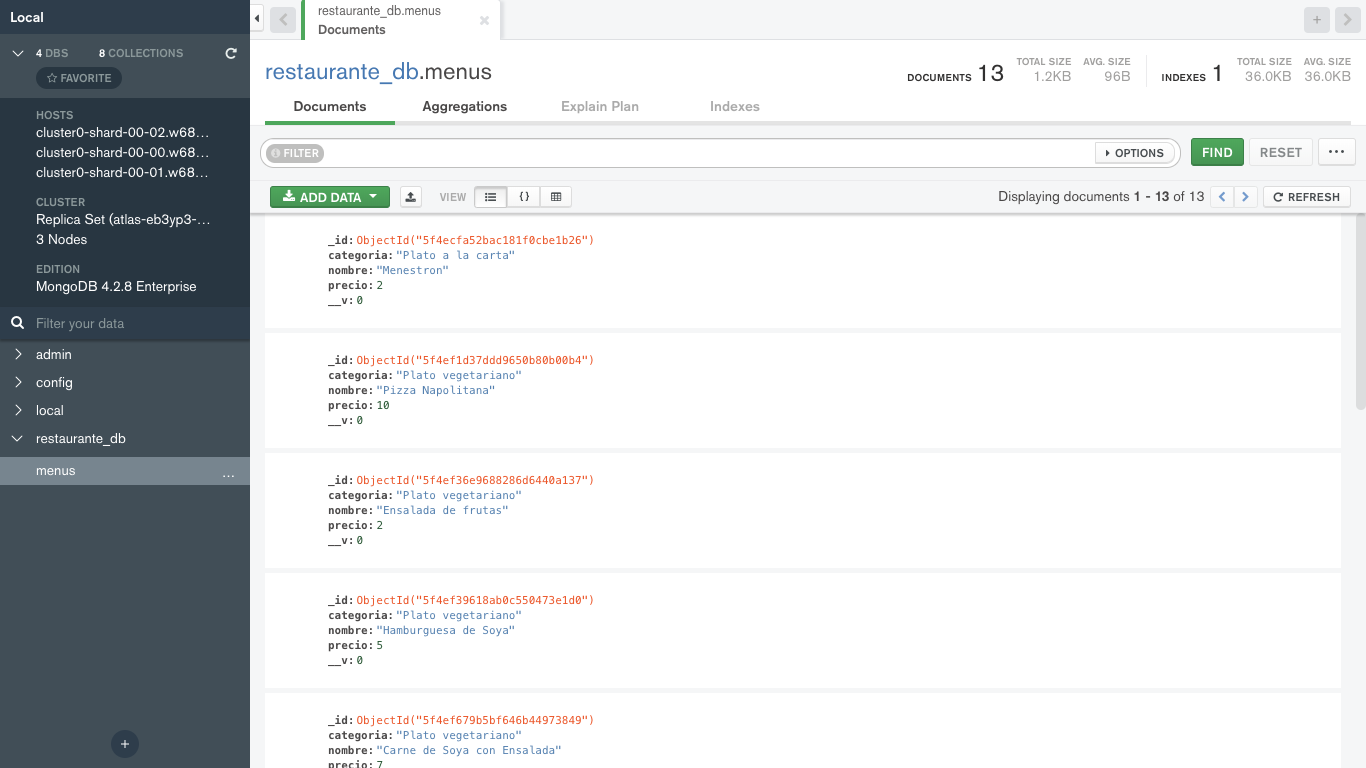 Local
4 DBS 8 COLLECTIONS
FAVORITE
HOSTS
cluster0-shard-00-02.w68...
cluster0-shard-00-00.w68...
cluster0-shard-00-01.w68...
CLUSTER
Replica Set (atlas-eb3yp3-...
3 Nodes
EDITION
MongoDB 4.2.8 Enterprise
Filter your data
admin
config
local
restaurante_db
menus ...
restaurante_db.menus
Documents
restaurante_db.menus
DOCUMENTS 13 TOTAL SIZE 1.2KB AVG. SIZE 96B INDEXES 1 TOTAL SIZE 36.0KB AVG. SIZE 36.0KB
Documents Aggregations Explain Plan Indexes
FILTER OPTIONS FIND RESET ...
ADD DATA VIEW {} Displaying documents 1 - 13 of 13 REFRESH
_id: ObjectId("5f4ecfa52bac181f0cbe1b26")
categoria: "Plato a la carta"
nombre: "Menestron"
precio: 2
__v: 0
_id: ObjectId("5f4ef1d37ddd9650b80b00b4")
categoria: "Plato vegetariano"
nombre: "Pizza Napolitana"
precio: 10
__v: 0
_id: ObjectId("5f4ef36e9688286d6440a137")
categoria: "Plato vegetariano"
nombre: "Ensalada de frutas"
precio: 2
__v: 0
_id: ObjectId("5f4ef39618ab0c550473e1d0")
categoria: "Plato vegetariano"
nombre: "Hamburguesa de Soya"
precio: 5
__v: 0
_id: ObjectId("5f4ef679b5bf646b44973849")
categoria: "Plato vegetariano"
nombre: "Carne de Soya con Ensalada"
precio: 7